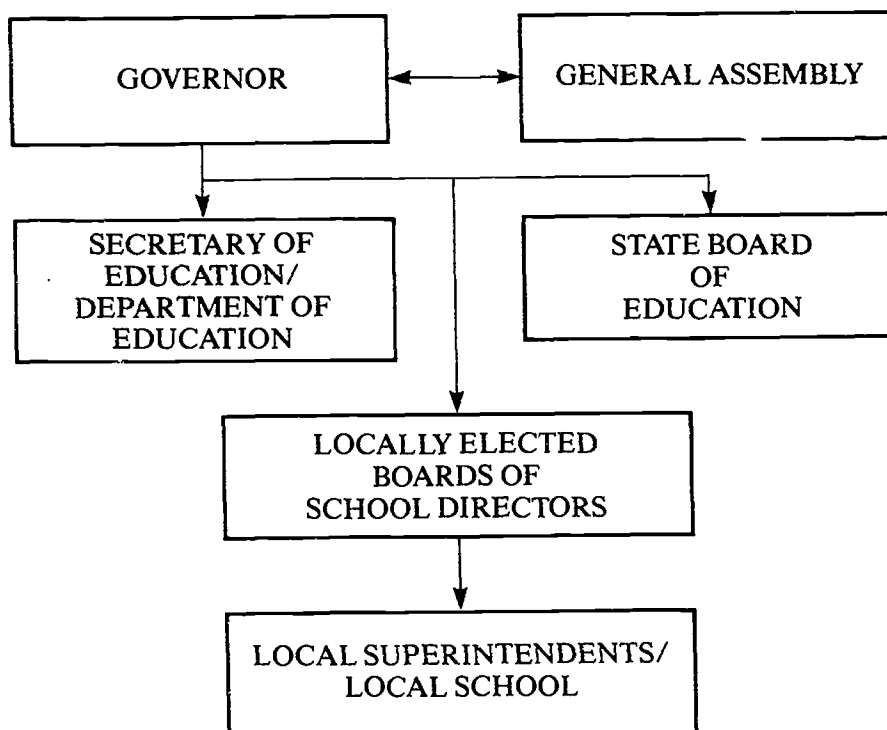 GOVERNOR
GENERAL ASSEMBLY
SECRETARY OF
EDUCATION/
DEPARTMENT OF
EDUCATION
STATE BOARD
OF
EDUCATION
LOCALLY ELECTED
BOARDS OF
SCHOOL DIRECTORS
LOCAL SUPERINTENDENTS/
LOCAL SCHOOL